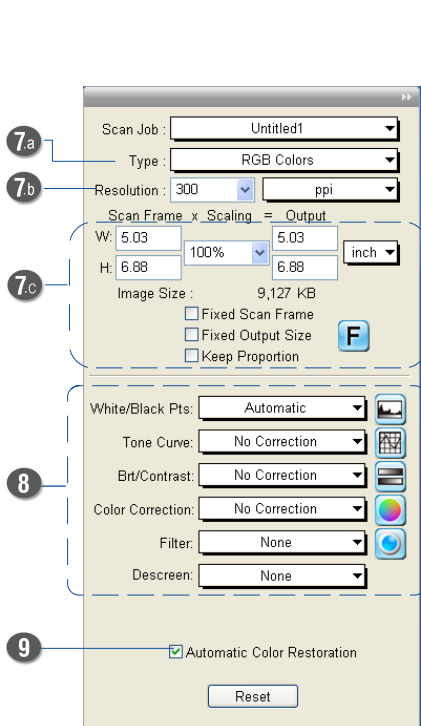 7.a
Scan Job : Untitled1
Type : RGB Colors
7.b
Resolution : 300 ppi
Scan Frame x Scaling = Output
7.c
W: 5.03 100% 5.03 inch
H: 6.88 6.88
Image Size : 9,127 KB
Fixed Scan Frame
Fixed Output Size
F
Keep Proportion
8
White/Black Pts: Automatic
Tone Curve: No Correction
Brt/Contrast: No Correction
Color Correction: No Correction
Filter: None
Descreen: None
9
Automatic Color Restoration
Reset